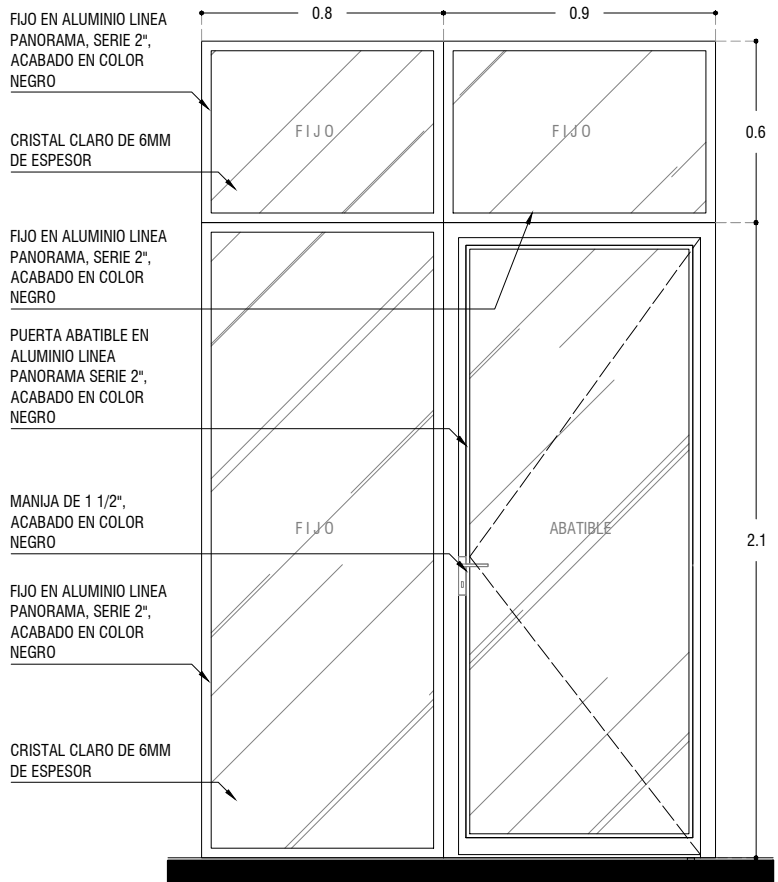 FIJO EN ALUMINIO LINEA
PANORAMA, SERIE 2",
ACABADO EN COLOR
NEGRO
CRISTAL CLARO DE 6MM
DE ESPESOR
FIJO EN ALUMINIO LINEA
PANORAMA, SERIE 2",
ACABADO EN COLOR
NEGRO
PUERTA ABATIBLE EN
ALUMINIO LINEA
PANORAMA SERIE 2",
ACABADO EN COLOR
NEGRO
MANIJA DE 1 1/2",
ACABADO EN COLOR
NEGRO
FIJO EN ALUMINIO LINEA
PANORAMA, SERIE 2",
ACABADO EN COLOR
NEGRO
CRISTAL CLARO DE 6MM
DE ESPESOR
0.8
0.9
FIJO
FIJO
0.6
FIJO
ABATIBLE
2.1